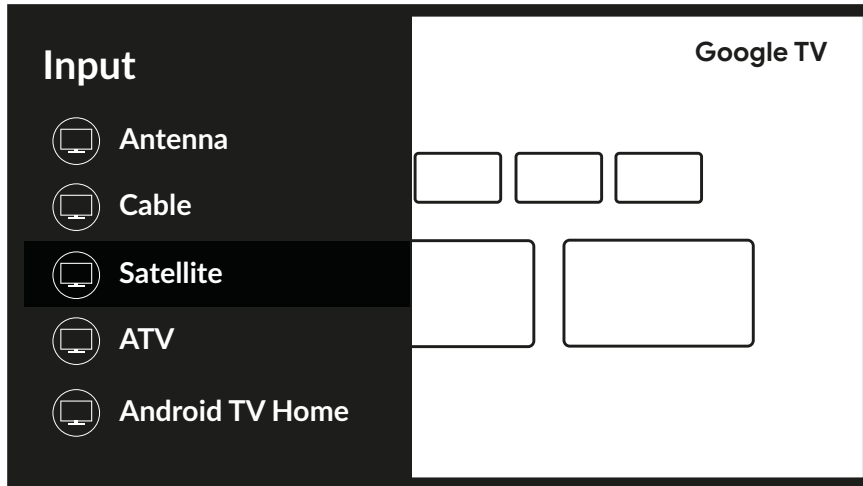 Input
Google TV
Antenna
Cable
Satellite
ATV
Android TV Home